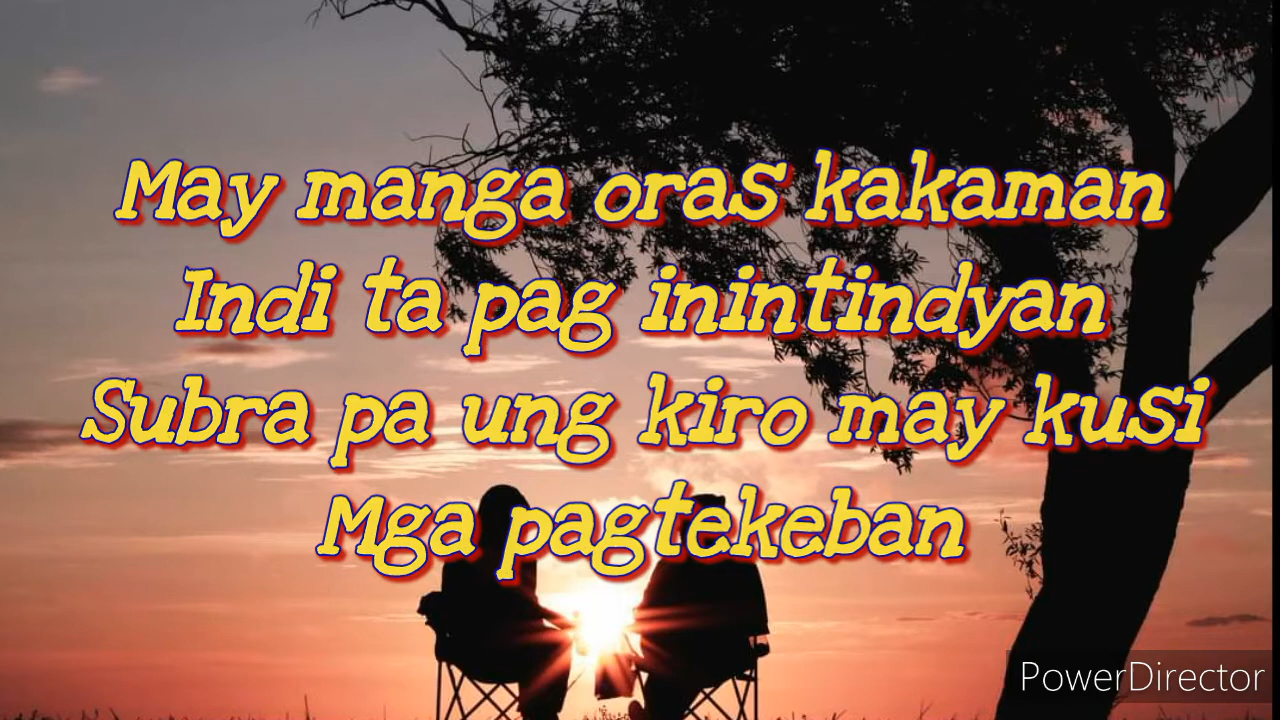 May manga oras kakaman
Indi ta pag inintindyan
Subra pa ung kiro may kusi
Mga pagtekeban
PowerDirector